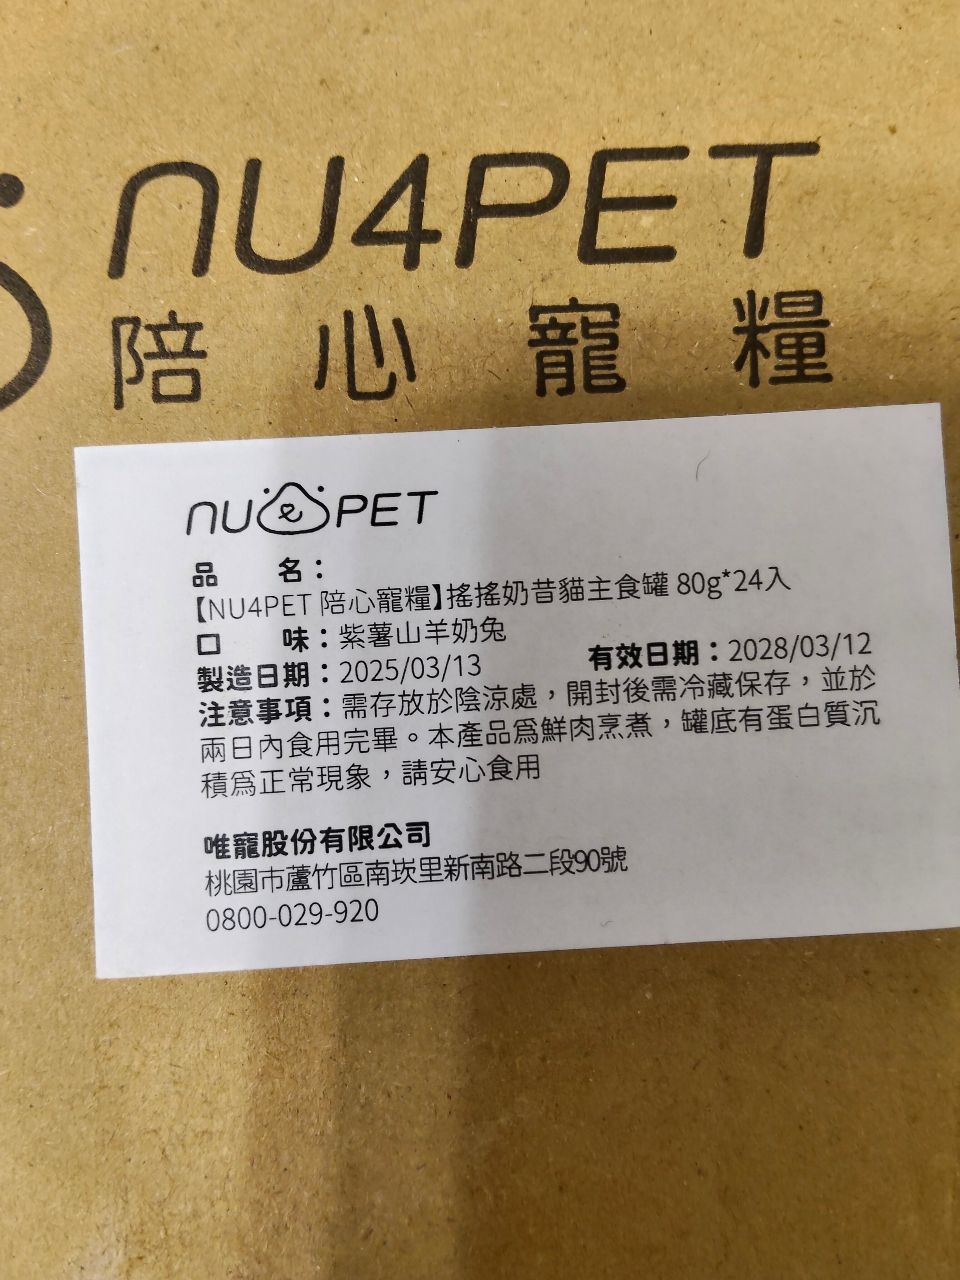 NU4PET
陪心寵糧
NU PET
品 名：
【NU4PET 陪心寵糧】搖搖奶昔貓主食罐 80g*24入
口 味：紫薯山羊奶兔
製造日期：2025/03/13 有效日期：2028/03/12
注意事項：需存放於陰涼處，開封後需冷藏保存，並於
兩日內食用完畢。本產品為鮮肉烹煮，罐底有蛋白質沉
積為正常現象，請安心食用
唯寵股份有限公司
桃園市蘆竹區南崁里新南路二段90號
0800-029-920